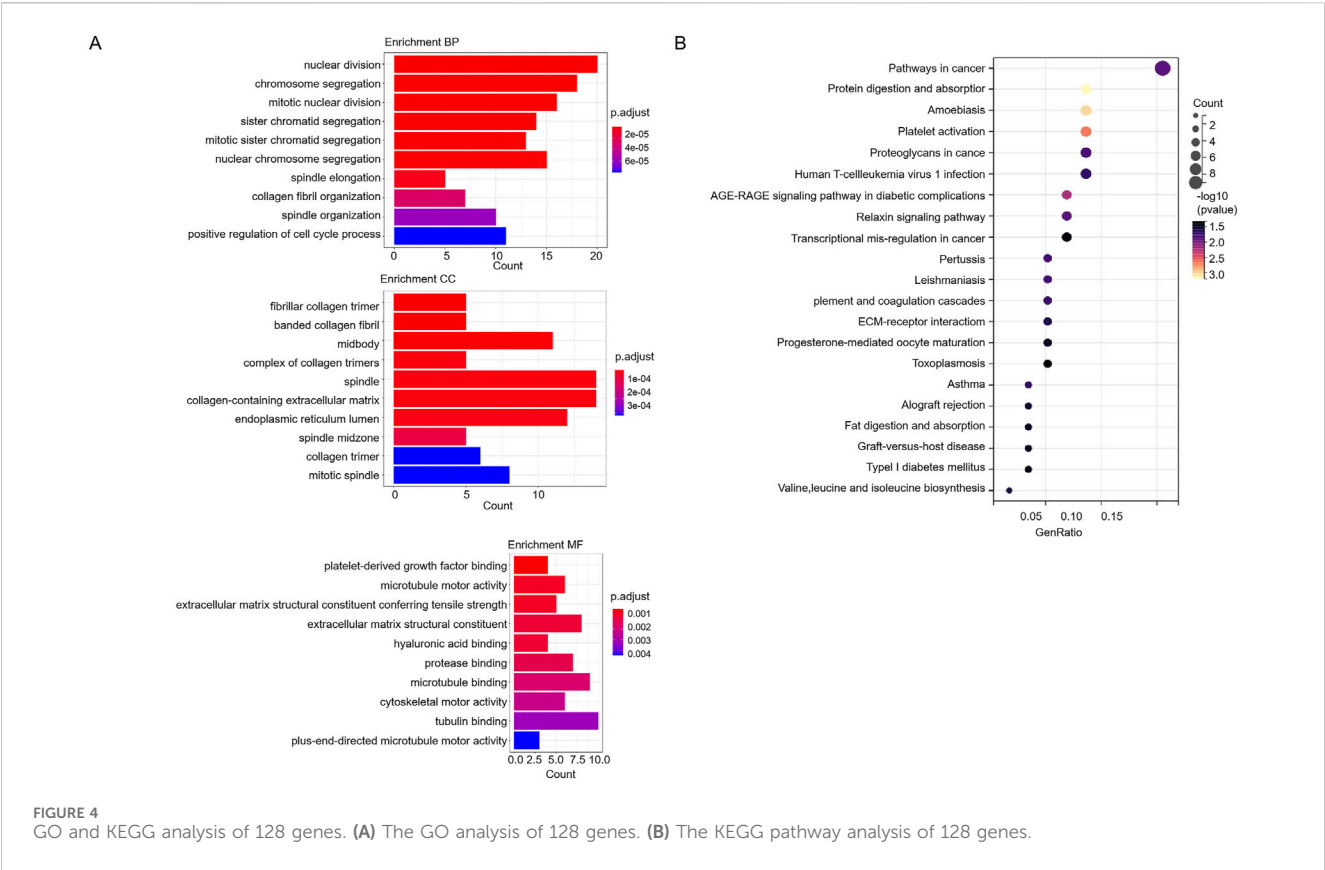 A
Enrichment BP
nuclear division
chromosome segregation
mitotic nuclear division
sister chromatid segregation
mitotic sister chromatid segregation
nuclear chromosome segregation
spindle elongation
collagen fibril organization
spindle organization
positive regulation of cell cycle process
0 5 10 15 20
Count
p.adjust
2e-05
4e-05
6e-05
Enrichment CC
fibrillar collagen trimer
banded collagen fibril
midbody
complex of collagen trimers
spindle
collagen-containing extracellular matrix
endoplasmic reticulum lumen
spindle midzone
collagen trimer
mitotic spindle
0 5 10
Count
p.adjust
1e-04
2e-04
3e-04
Enrichment MF
platelet-derived growth factor binding
microtubule motor activity
extracellular matrix structural constituent conferring tensile strength
extracellular matrix structural constituent
hyaluronic acid binding
protease binding
microtubule binding
cytoskeletal motor activity
tubulin binding
plus-end-directed microtubule motor activity
0.0 2.5 5.0 7.5 10.0
Count
p.adjust
0.001
0.002
0.003
0.004
B
Pathways in cancer
Protein digestion and absorptior
Amoebiasis
Platelet activation
Proteoglycans in cance
Human T-cellleukemia virus 1 infection
AGE-RAGE signaling pathway in diabetic complications
Relaxin signaling pathway
Transcriptional mis-regulation in cancer
Pertussis
Leishmaniasis
plement and coagulation cascades
ECM-receptor interactiom
Progesterone-mediated oocyte maturation
Toxoplasmosis
Asthma
Alograft rejection
Fat digestion and absorption
Graft-versus-host disease
Typel I diabetes mellitus
Valine,leucine and isoleucine biosynthesis
0.05 0.10 0.15
GenRatio
Count
2
4
6
8
-log10
(pvalue)
1.5
2.0
2.5
3.0
FIGURE 4
GO and KEGG analysis of 128 genes. (A) The GO analysis of 128 genes. (B) The KEGG pathway analysis of 128 genes.